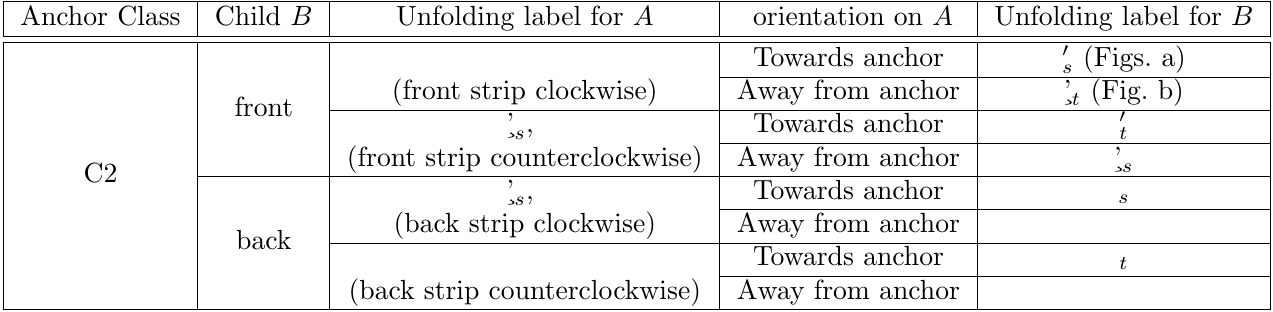 Anchor Class Child B Unfolding label for A orientation on A Unfolding label for B
C2 front (front strip clockwise) Towards anchor ′s (Figs. a)
Away from anchor ,̓t (Fig. b)
,̓s, (front strip counterclockwise) Towards anchor ′t
Away from anchor ,̓s
back ,̓s, (back strip clockwise) Towards anchor s
Away from anchor
(back strip counterclockwise) Towards anchor t
Away from anchor